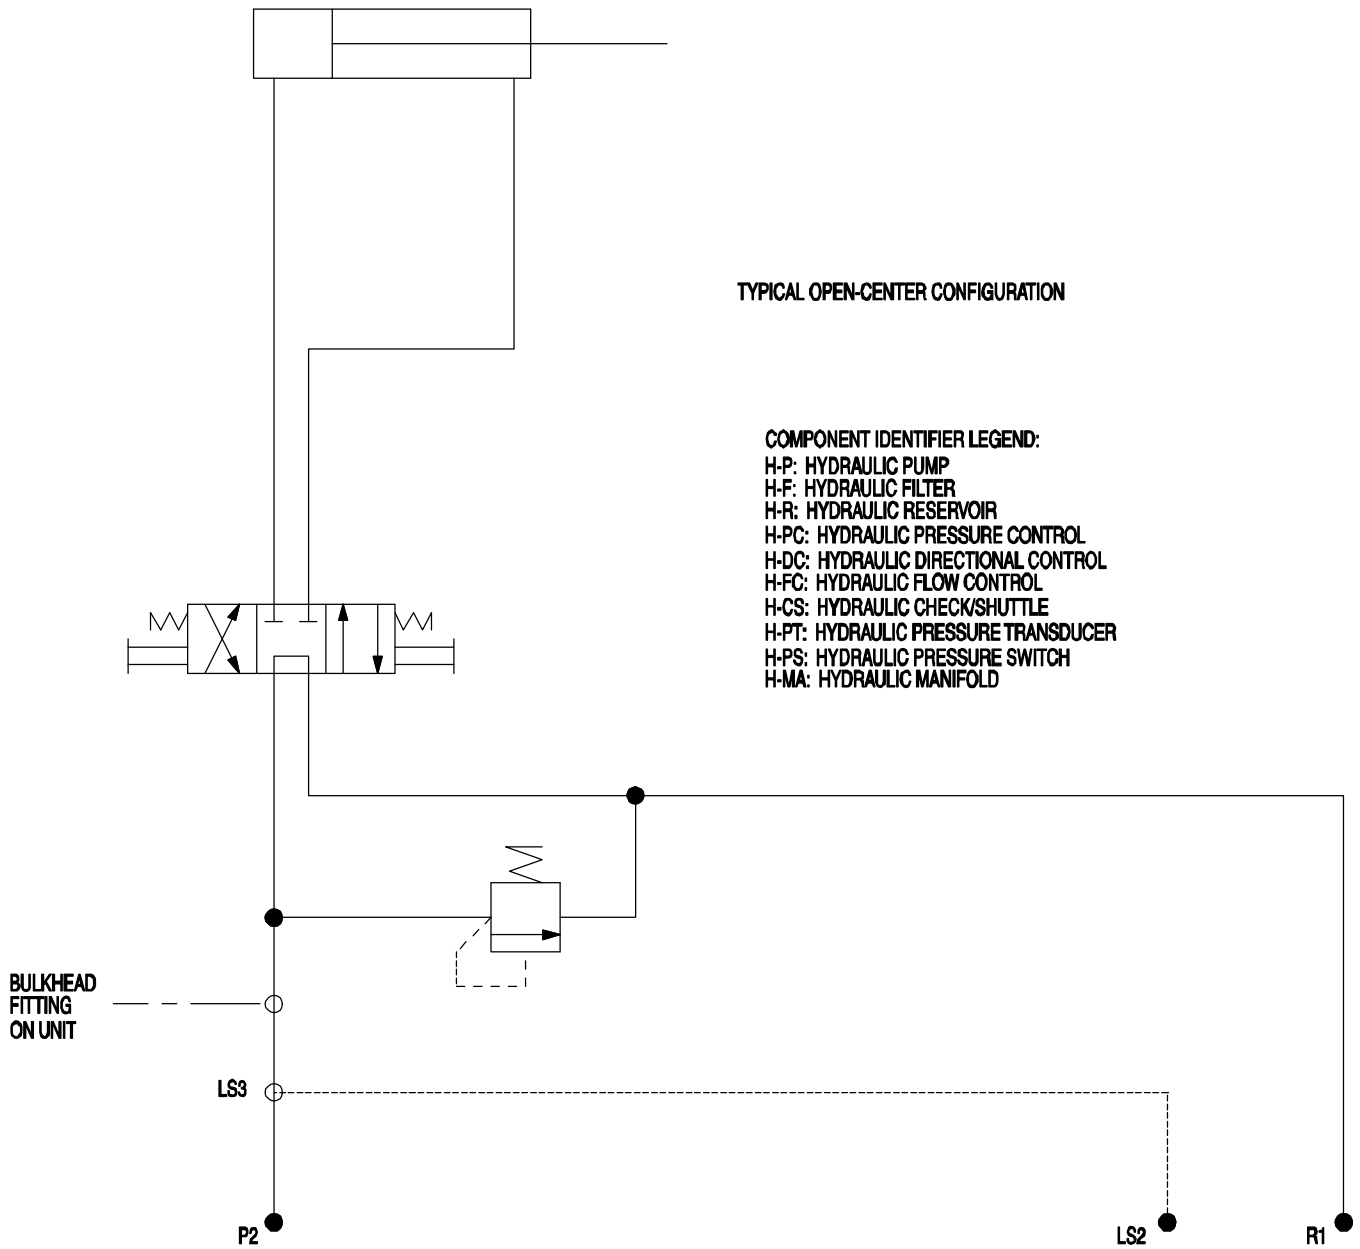 TYPICAL OPEN-CENTER CONFIGURATION
COMPONENT IDENTIFIER LEGEND:
H-P: HYDRAULIC PUMP
H-F: HYDRAULIC FILTER
H-R: HYDRAULIC RESERVOIR
H-PC: HYDRAULIC PRESSURE CONTROL
H-DC: HYDRAULIC DIRECTIONAL CONTROL
H-FC: HYDRAULIC FLOW CONTROL
H-CS: HYDRAULIC CHECK/SHUTTLE
H-PT: HYDRAULIC PRESSURE TRANSDUCER
H-PS: HYDRAULIC PRESSURE SWITCH
H-MA: HYDRAULIC MANIFOLD
BULKHEAD
FITTING
ON UNIT
LS3
P2
LS2
R1